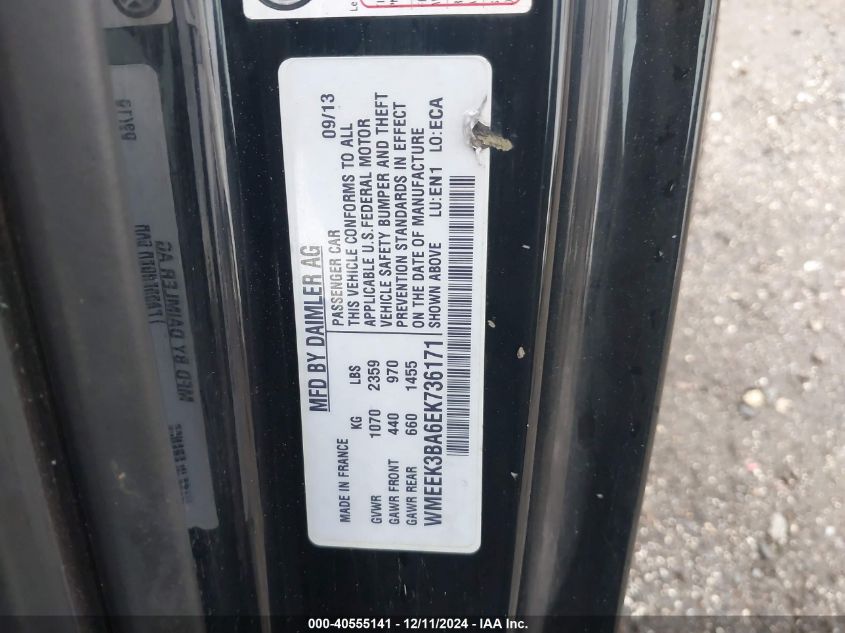 MFD BY DAIMLER AG
MADE IN FRANCE
KG LBS
GVWR 1070 2359
GAWR FRONT 440 970
GAWR REAR 660 1455
WMEEK3BA6EK736171
PASSENGER CAR 09/13
THIS VEHICLE CONFORMS TO ALL
APPLICABLE U.S.FEDERAL MOTOR
VEHICLE SAFETY BUMPER AND THEFT
PREVENTION STANDARDS IN EFFECT
ON THE DATE OF MANUFACTURE
SHOWN ABOVE LU:EN1 LO:ECA
000-40555141 - 12/11/2024 - IAA Inc.